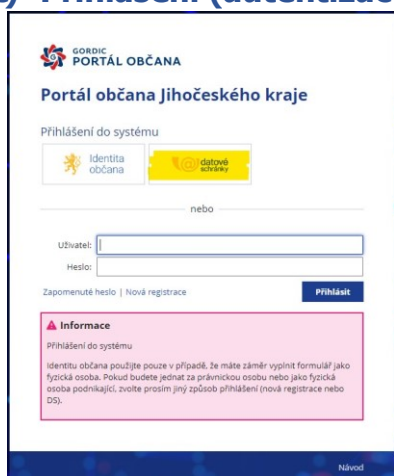 Přihlášení (autentizac
GORDIC
PORTÁL OBČANA
Portál občana Jihočeského kraje
Přihlášení do systému
Identita
občana
datové
schránky
nebo
Uživatel:
Heslo:
Zapomenuté heslo | Nová registrace
Přihlásit
Informace
Přihlášení do systému
Identitu občana použijte pouze v případě, že máte záměr vyplnit formulář jako
fyzická osoba. Pokud budete jednat za právnickou osobu nebo jako fyzická
osoba podnikající, zvolte prosím jiný způsob přihlášení (nová registrace nebo
DS).
Návod